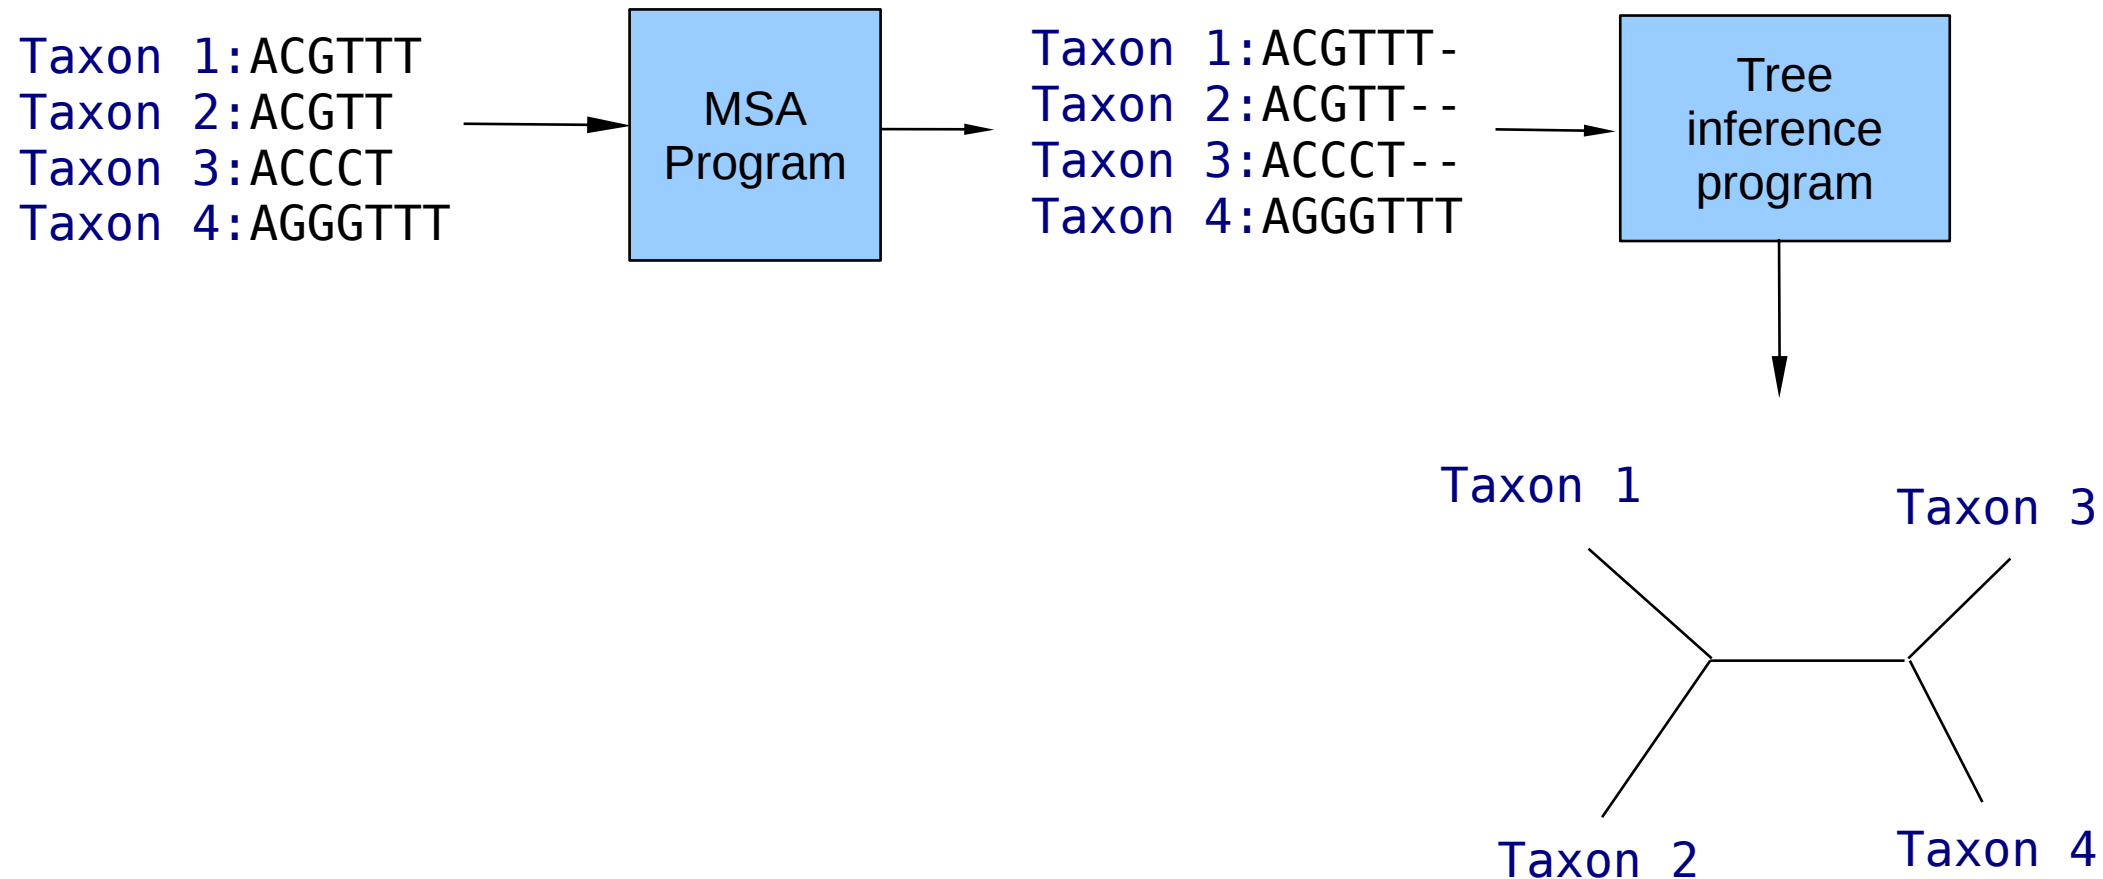 Taxon 1:ACGTTT
Taxon 2:ACGTT
Taxon 3:ACCCT
Taxon 4:AGGGTTT
MSA
Program
Taxon 1:ACGTTT-
Taxon 2:ACGTT--
Taxon 3:ACCCT--
Taxon 4:AGGGTTT
Tree
inference
program
Taxon 1
Taxon 3
Taxon 2
Taxon 4